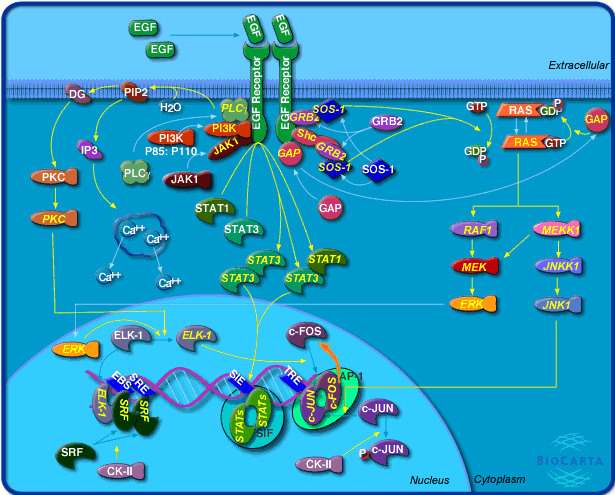 EGF
EGF
EGF
EGF
EGF Receptor
EGF Receptor
Extracellular
DG
PIP2
H2O
PLCγ
PI3K
JAK1
PI3K
P85: P110
PLCγ
JAK1
IP3
PKC
PKC
Ca++
Ca++
Ca++
Ca++
SOS-1
GRB2
Shc
GRB2
SOS-1
GAP
GRB2
SOS-1
GAP
GTP
RAS
GDP
P
GAP
RAS
GTP
GDP
P
STAT1
STAT3
STAT3
STAT3
STAT1
STAT3
RAF1
MEKK1
MEK
JNKK1
ERK
JNK1
ERK
ELK-1
ELK-1
c-FOS
EBS
SRE
SIE
TRE
ELK-1
SRF
SRF
STATs
STATs
SIF
c-JUN
c-FOS
AP-1
c-JUN
P
c-JUN
SRF
CK-II
CK-II
Nucleus
Cytoplasm
BIOCARTA